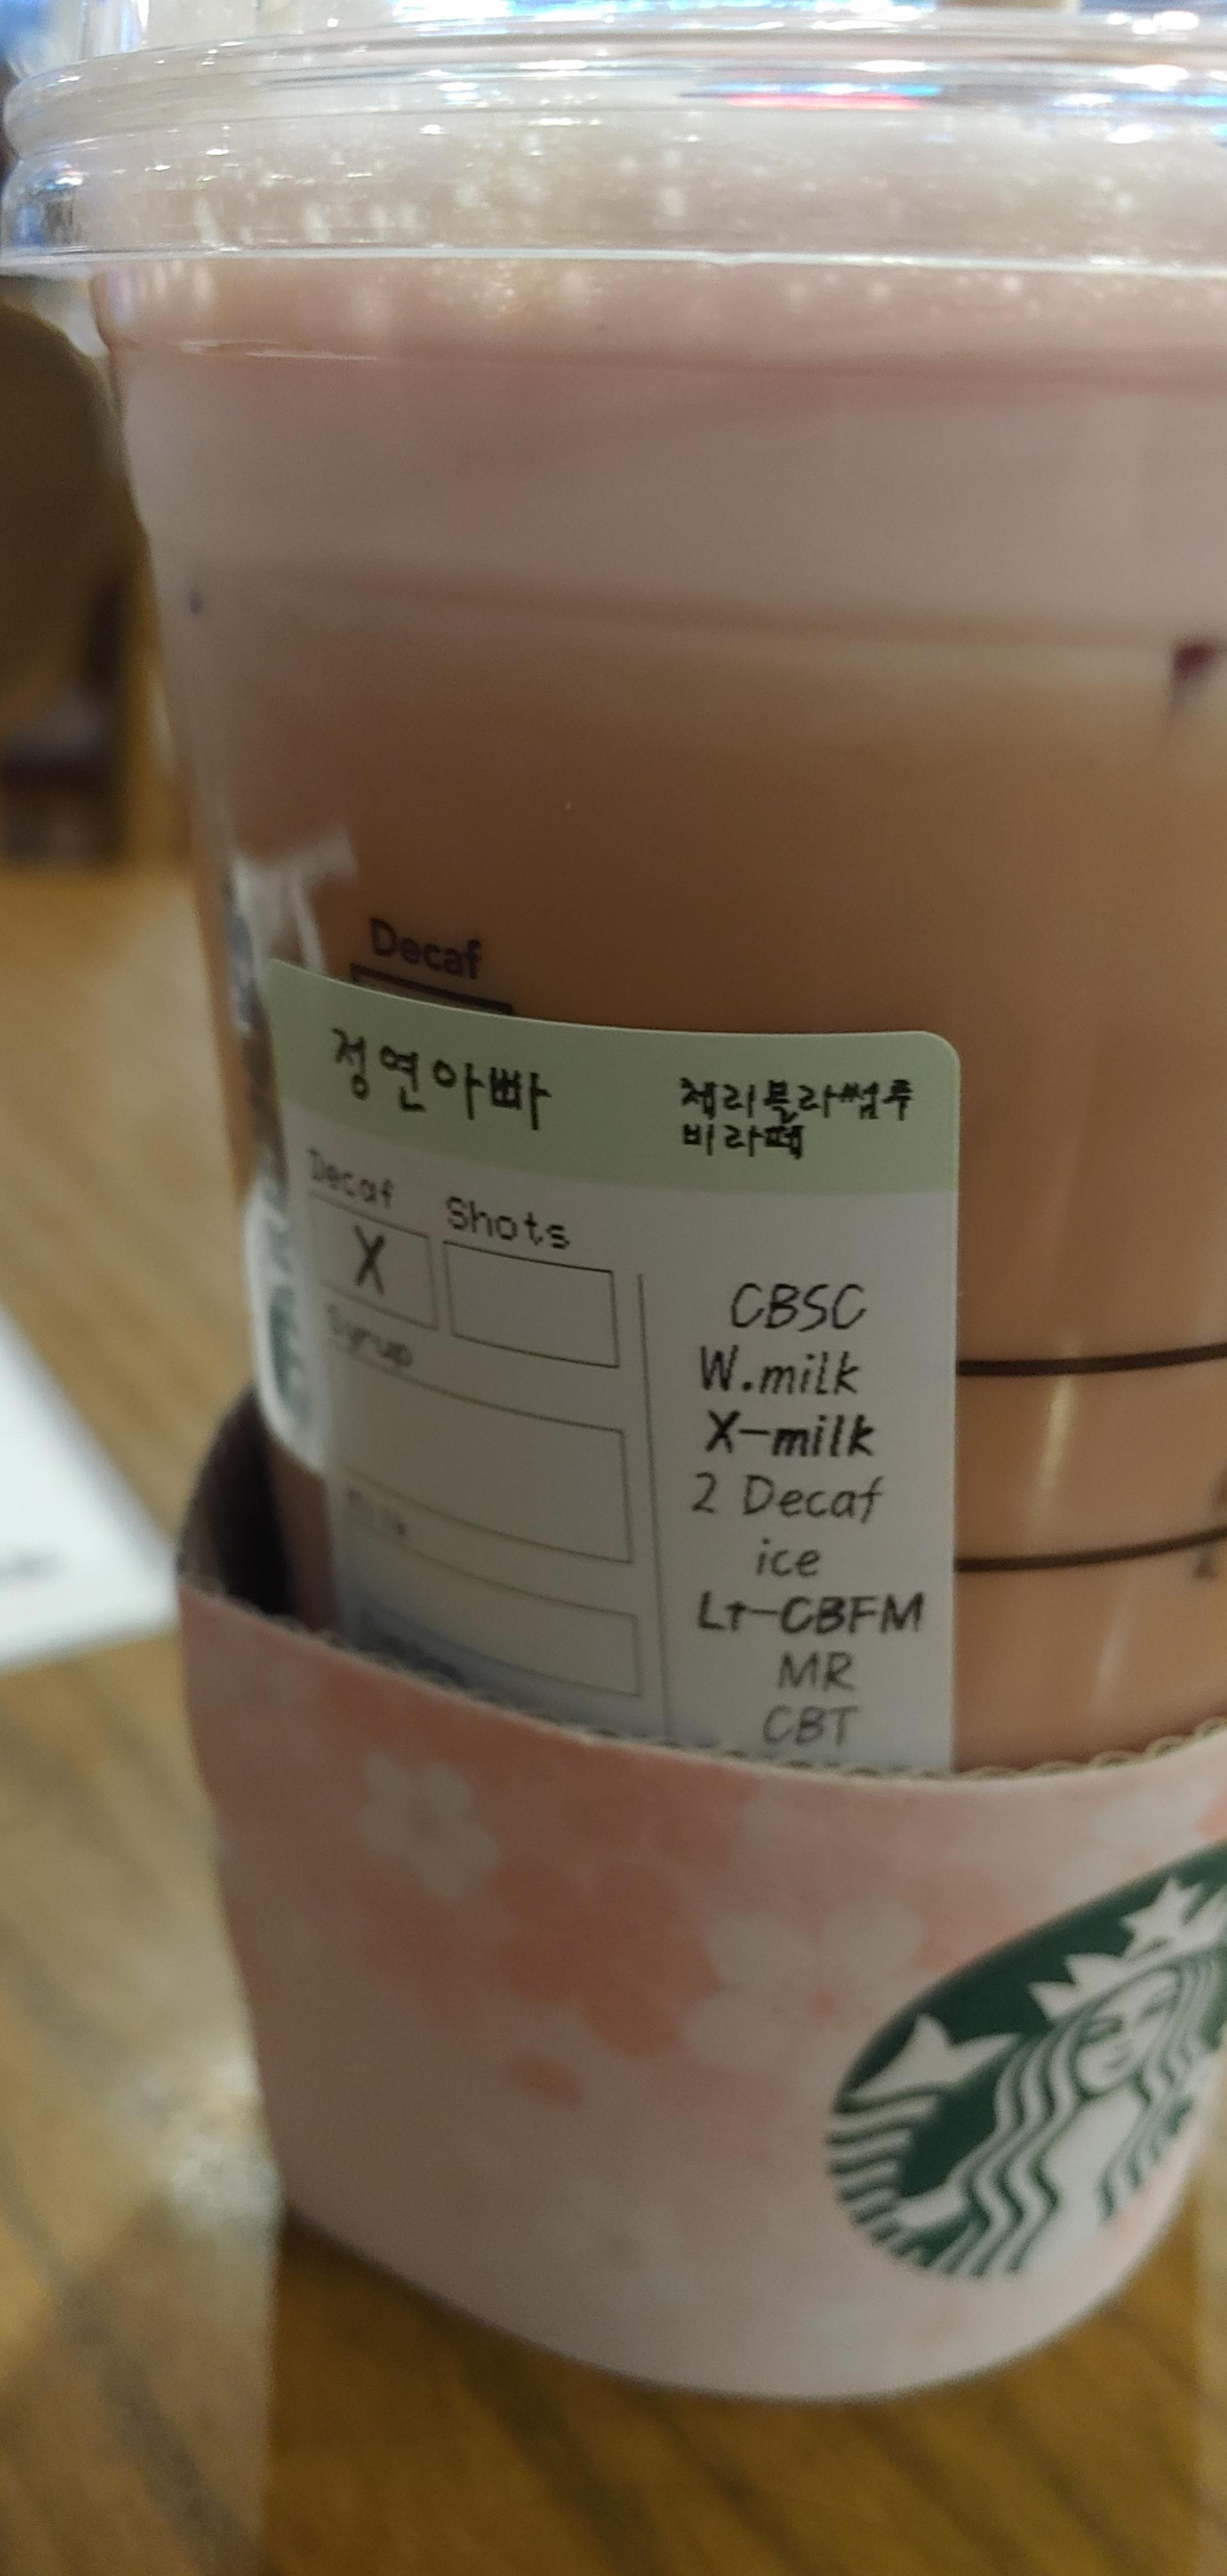 Decaf
정연아빠
체리블라썸루
비라떼
Decaf Shots
X
Syrup
CBSC
W.milk
X-milk
2 Decaf
ice
Lt-CBFM
MR
CBT